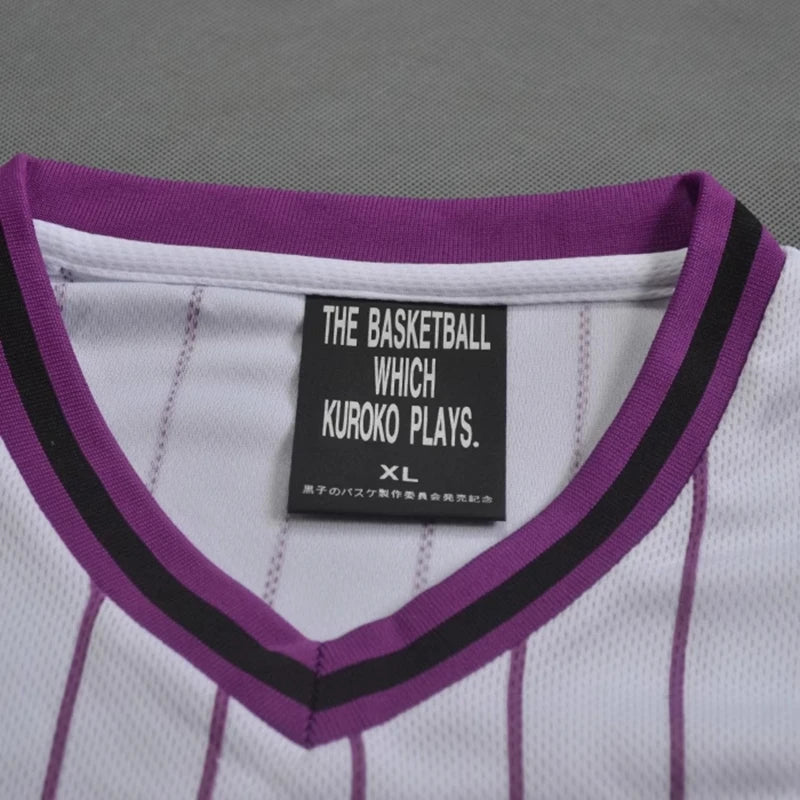 THE BASKETBALL
WHICH
KUROKO PLAYS.
XL
黒子のバスケ製作委員会発売記念